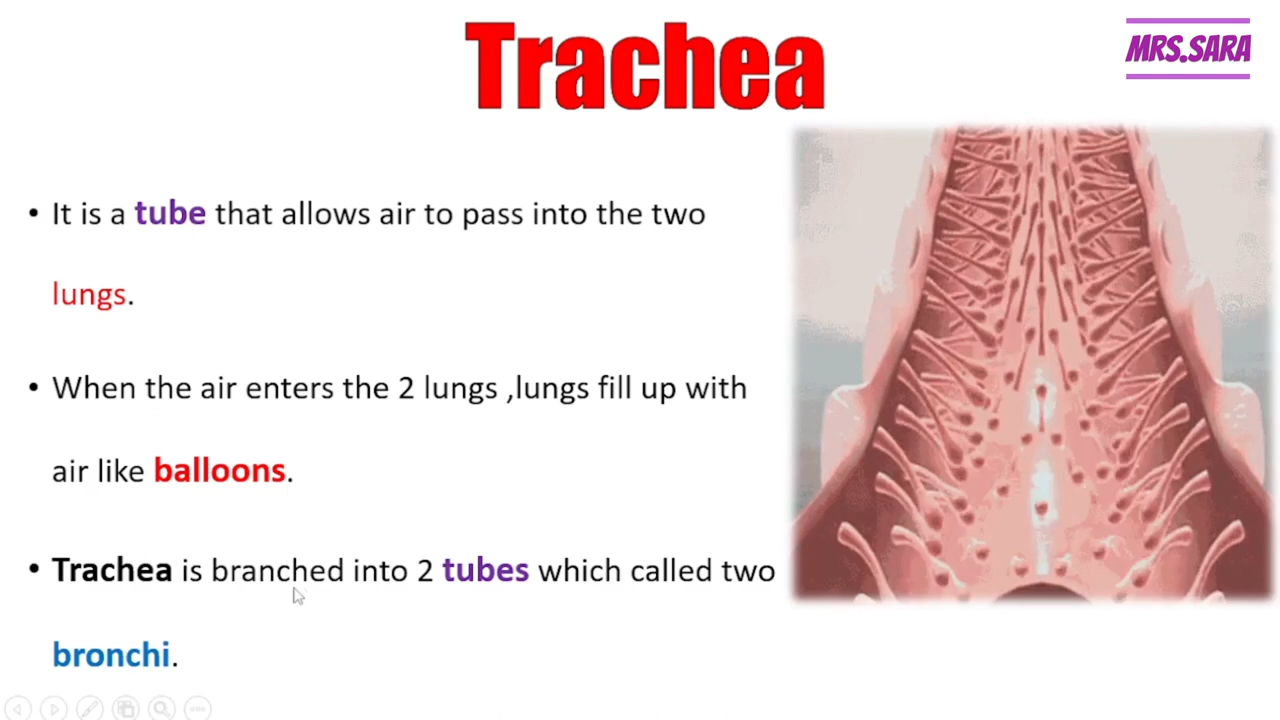 Trachea
MRS.SARA
• It is a tube that allows air to pass into the two
lungs.
• When the air enters the 2 lungs ,lungs fill up with
air like balloons.
• Trachea is branched into 2 tubes which called two
bronchi.